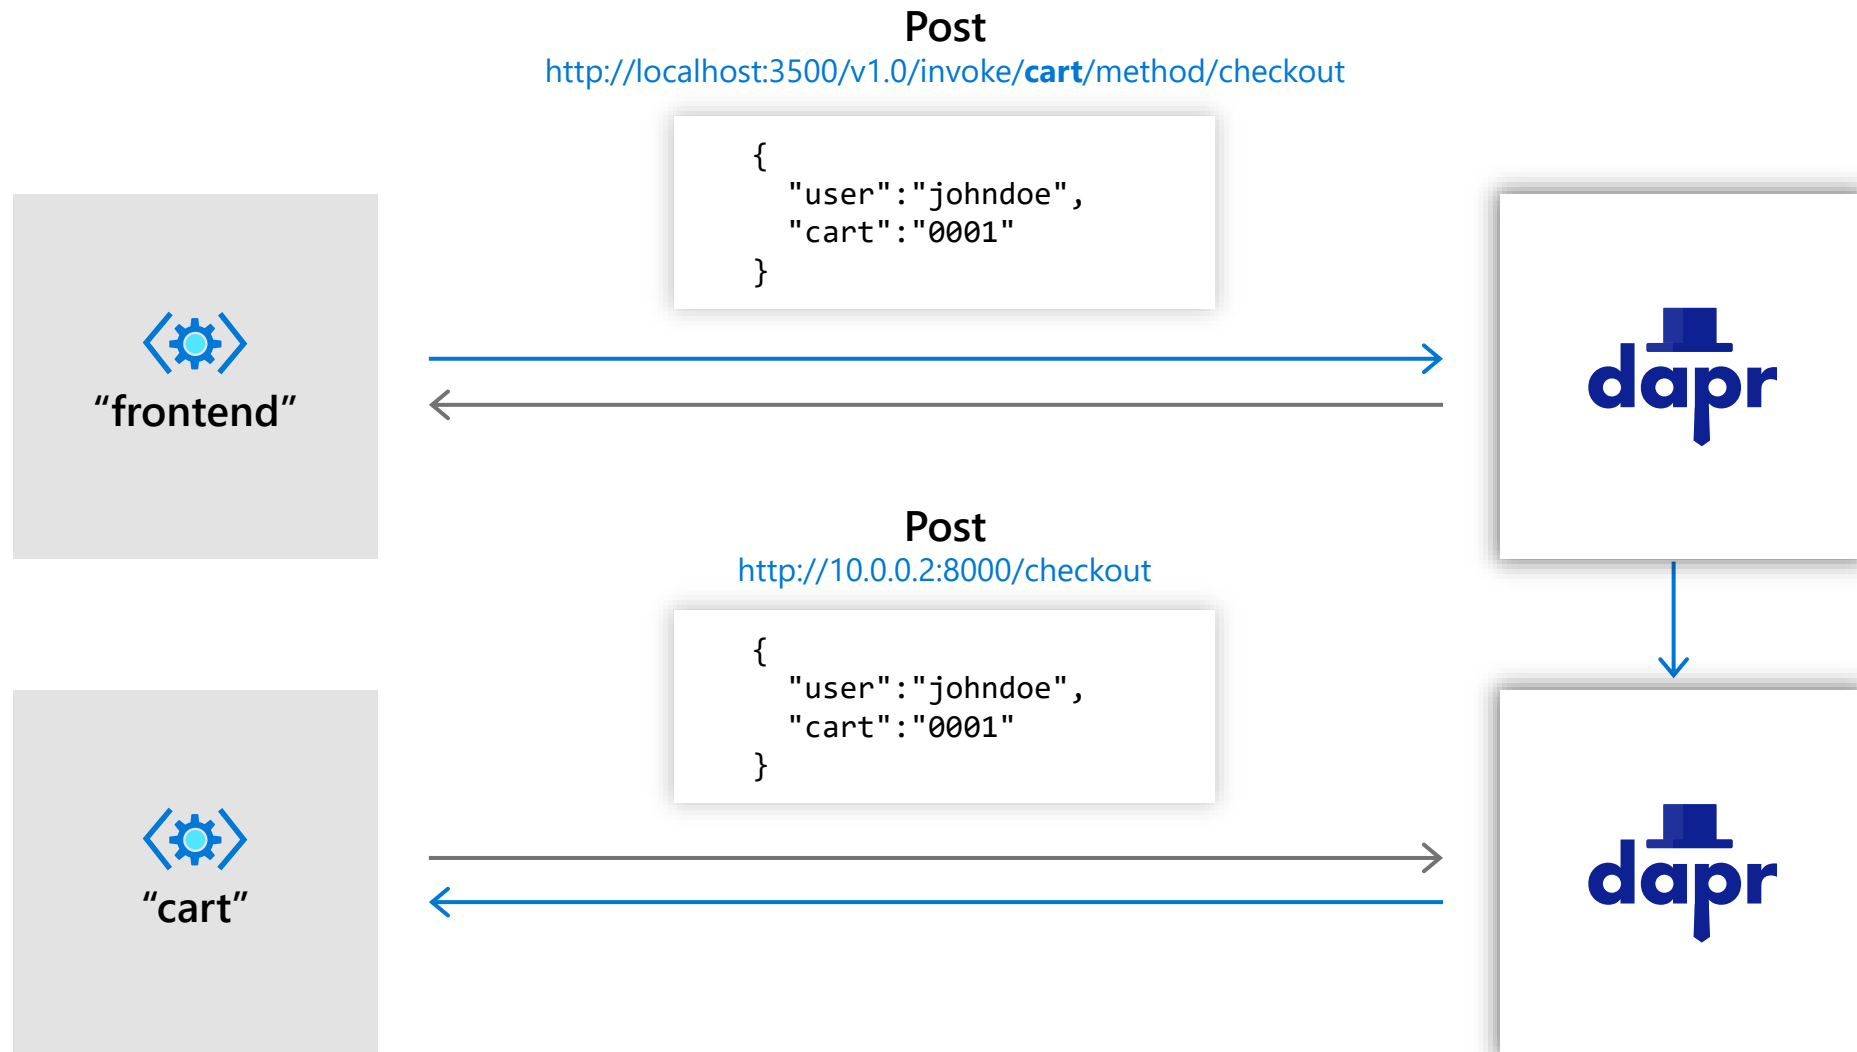 Post
http://localhost:3500/v1.0/invoke/cart/method/checkout
{
"user":"johndoe",
"cart":"0001"
}
“frontend”
dapr
Post
http://10.0.0.2:8000/checkout
{
"user":"johndoe",
"cart":"0001"
}
“cart”
dapr